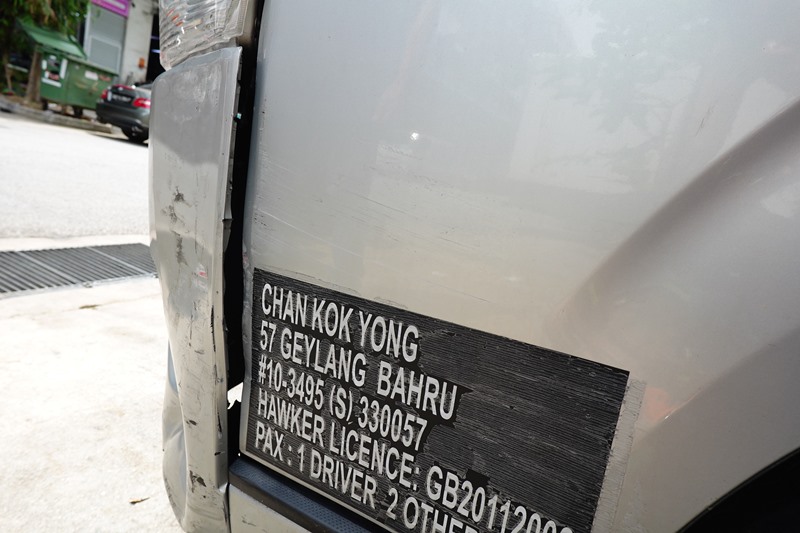 CHAN KOK YONG
57 GEYLANG BAHRU
#10-3495 (S) 330057
HAWKER LICENCE:
PAX : 1 DRIVER 2